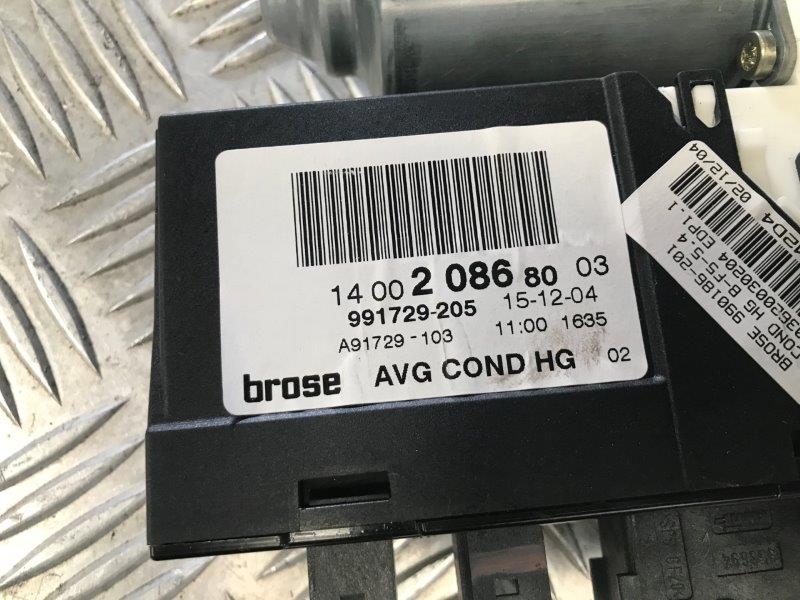 14 00 2 086 80 03
991729-205 15-12-04
A91729 - 103 11:00 1635
brose AVG COND HG 02
BROSE 990186-201
COND HG B-F5-5.4
EDP1.1
02/12/04